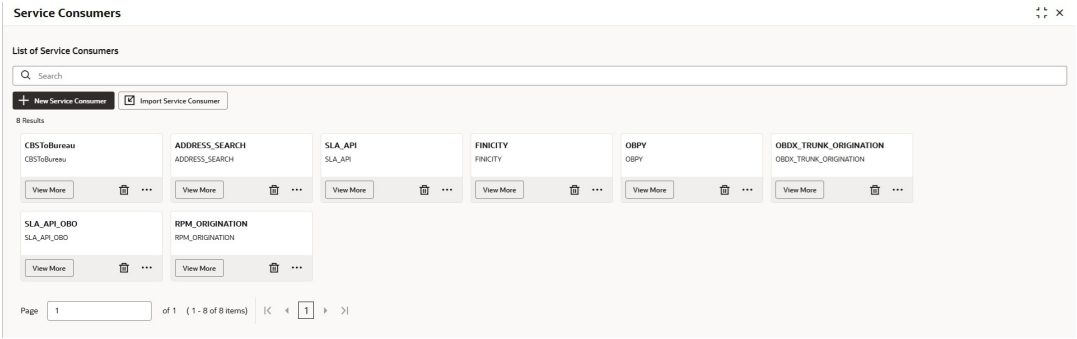 Service Consumers
List of Service Consumers
Search
New Service Consumer
Import Service Consumer
8 Results
CBSToBureau
CBSToBureau
View More
ADDRESS_SEARCH
ADDRESS_SEARCH
View More
SLA_API
SLA_API
View More
FINICITY
FINICITY
View More
OBPY
OBPY
View More
OBDX_TRUNK_ORIGINATION
OBDX_TRUNK_ORIGINATION
View More
SLA_API_OBO
SLA_API_OBO
View More
RPM_ORIGINATION
RPM_ORIGINATION
View More
Page 1 of 1 (1 - 8 of 8 items) 1